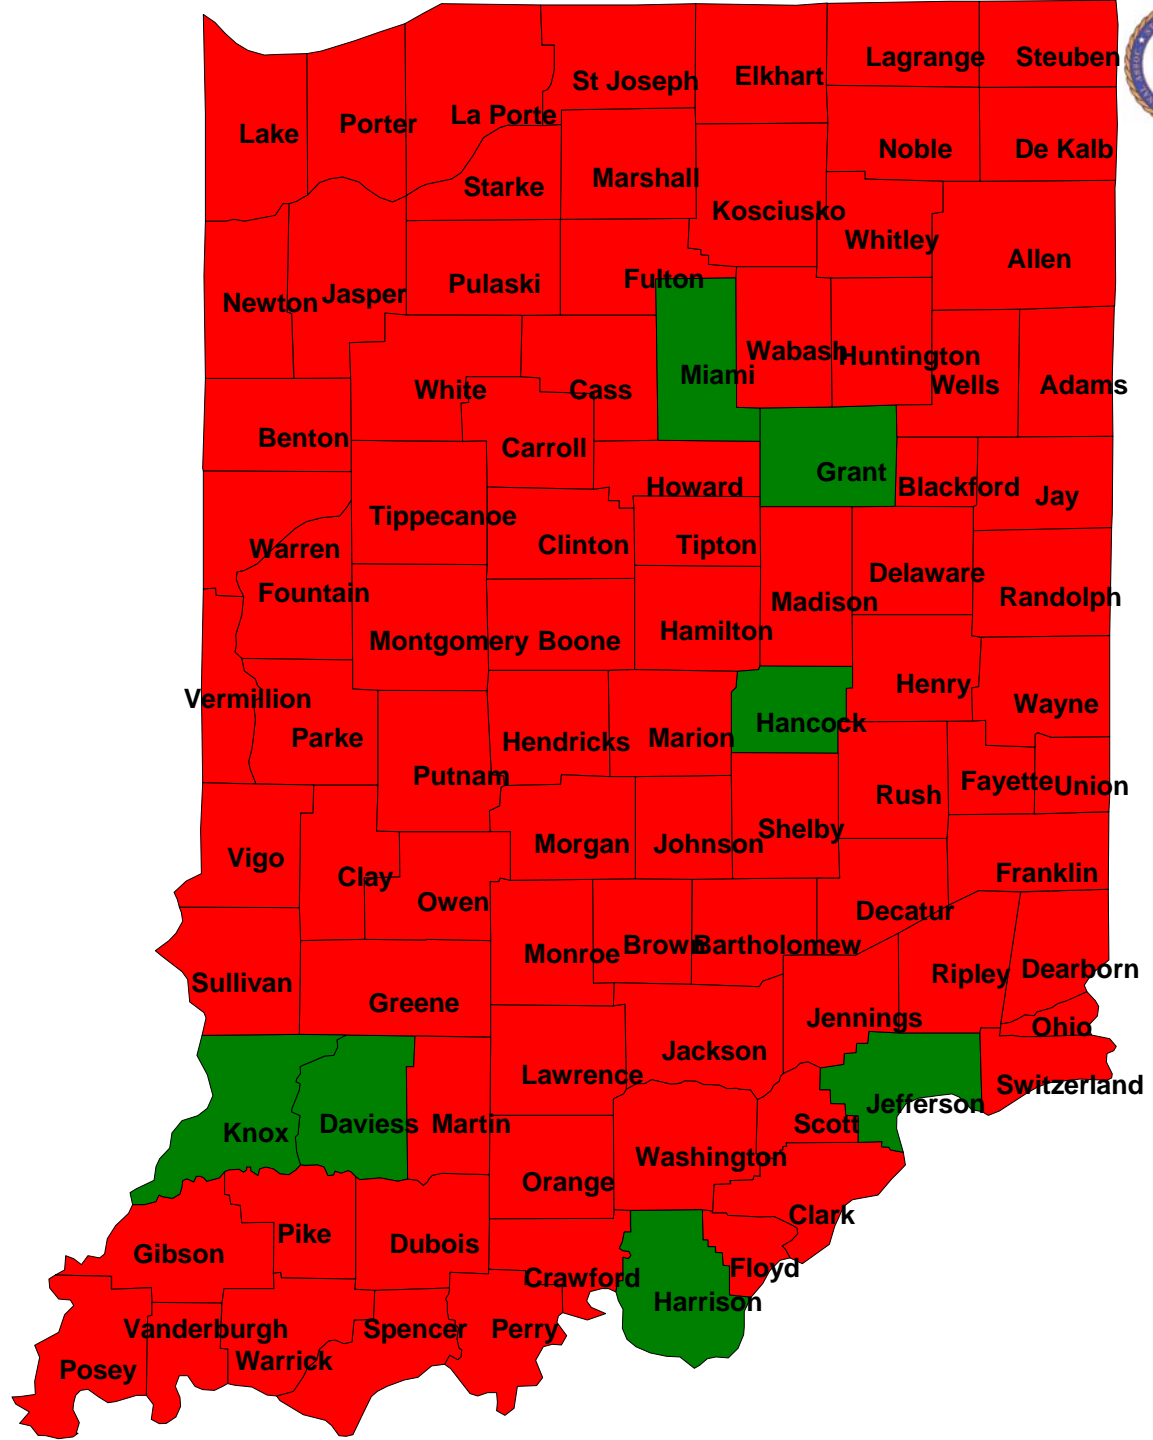 Lagrange
Steuben
St Joseph
Elkhart
La Porte
Porter
Lake
Noble
De Kalb
Starke
Marshall
Kosciusko
Whitley
Allen
Newton
Jasper
Pulaski
Fulton
Wabash
Huntington
Miami
Wells
Adams
White
Cass
Benton
Carroll
Grant
Howard
Blackford
Jay
Tippecanoe
Clinton
Tipton
Warren
Delaware
Fountain
Madison
Randolph
Montgomery
Boone
Hamilton
Henry
Vermillion
Wayne
Hancock
Parke
Hendricks
Marion
Putnam
Fayette
Union
Rush
Shelby
Morgan
Johnson
Vigo
Clay
Franklin
Owen
Decatur
Monroe
Brown
Bartholomew
Ripley
Dearborn
Sullivan
Greene
Jennings
Ohio
Jackson
Lawrence
Switzerland
Jefferson
Knox
Daviess
Martin
Scott
Washington
Orange
Clark
Pike
Dubois
Gibson
Floyd
Crawford
Harrison
Vanderburgh
Spencer
Perry
Warrick
Posey